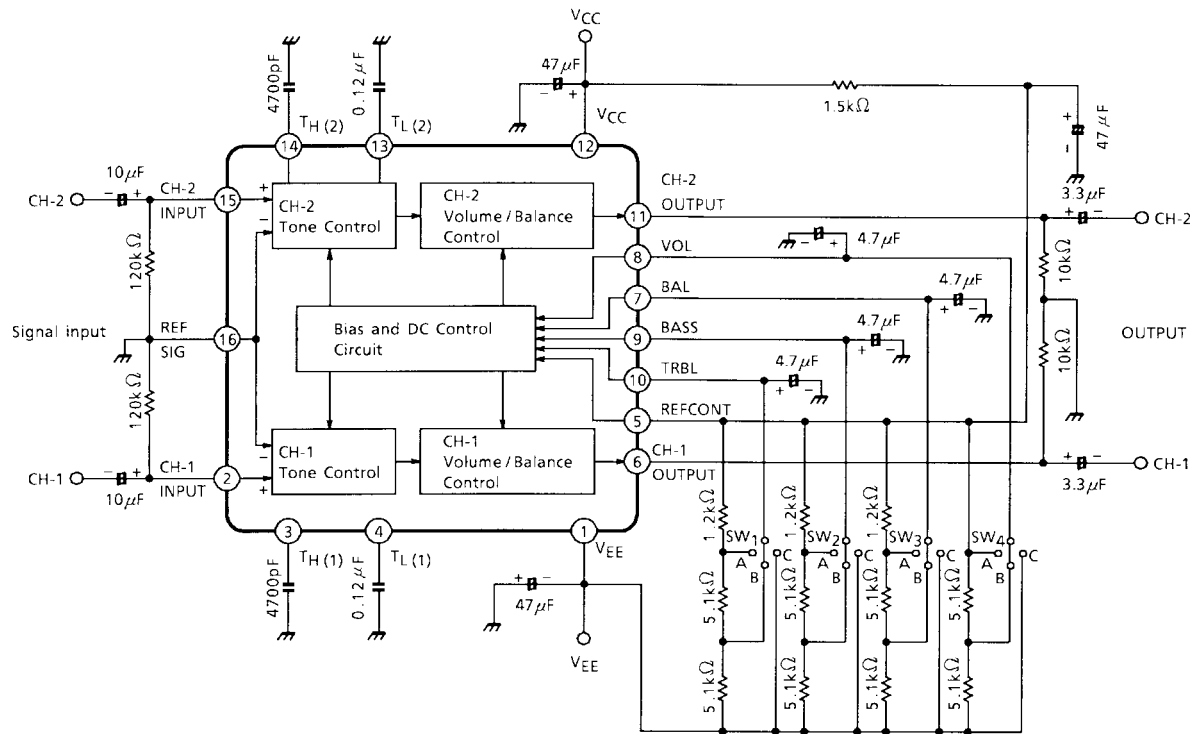 VCC
47μF
- +
VCC
1.5kΩ
+
-
47 μF
4700pF
0.12μF
TH (2)
TL (2)
14
13
12
10μF
- +
CH-2
CH-2
INPUT
15
+
-
CH-2
Tone Control
CH-2
Volume/Balance
Control
CH-2
OUTPUT
11
3.3μF
+ -
CH-2
120kΩ
VOL
8
- +
4.7μF
10kΩ
BAL
7
4.7μF
+ -
Signal input
REF
SIG
16
Bias and DC Control
Circuit
BASS
9
4.7μF
+ -
OUTPUT
TRBL
10
4.7μF
+ -
10kΩ
120kΩ
REFCONT
5
CH-1
- +
10μF
CH-1
INPUT
2
-
+
CH-1
Tone Control
CH-1
Volume/Balance
Control
CH-1
OUTPUT
6
+ -
3.3μF
CH-1
3
4
1
TH (1)
TL (1)
VEE
4700pF
0.12μF
+
-
47μF
VEE
1.2kΩ
1.2kΩ
1.2kΩ
SW1
A
B
C
SW2
A
B
C
SW3
A
B
C
SW4
A
B
C
5.1kΩ
5.1kΩ
5.1kΩ
5.1kΩ
5.1kΩ
5.1kΩ
5.1kΩ
5.1kΩ